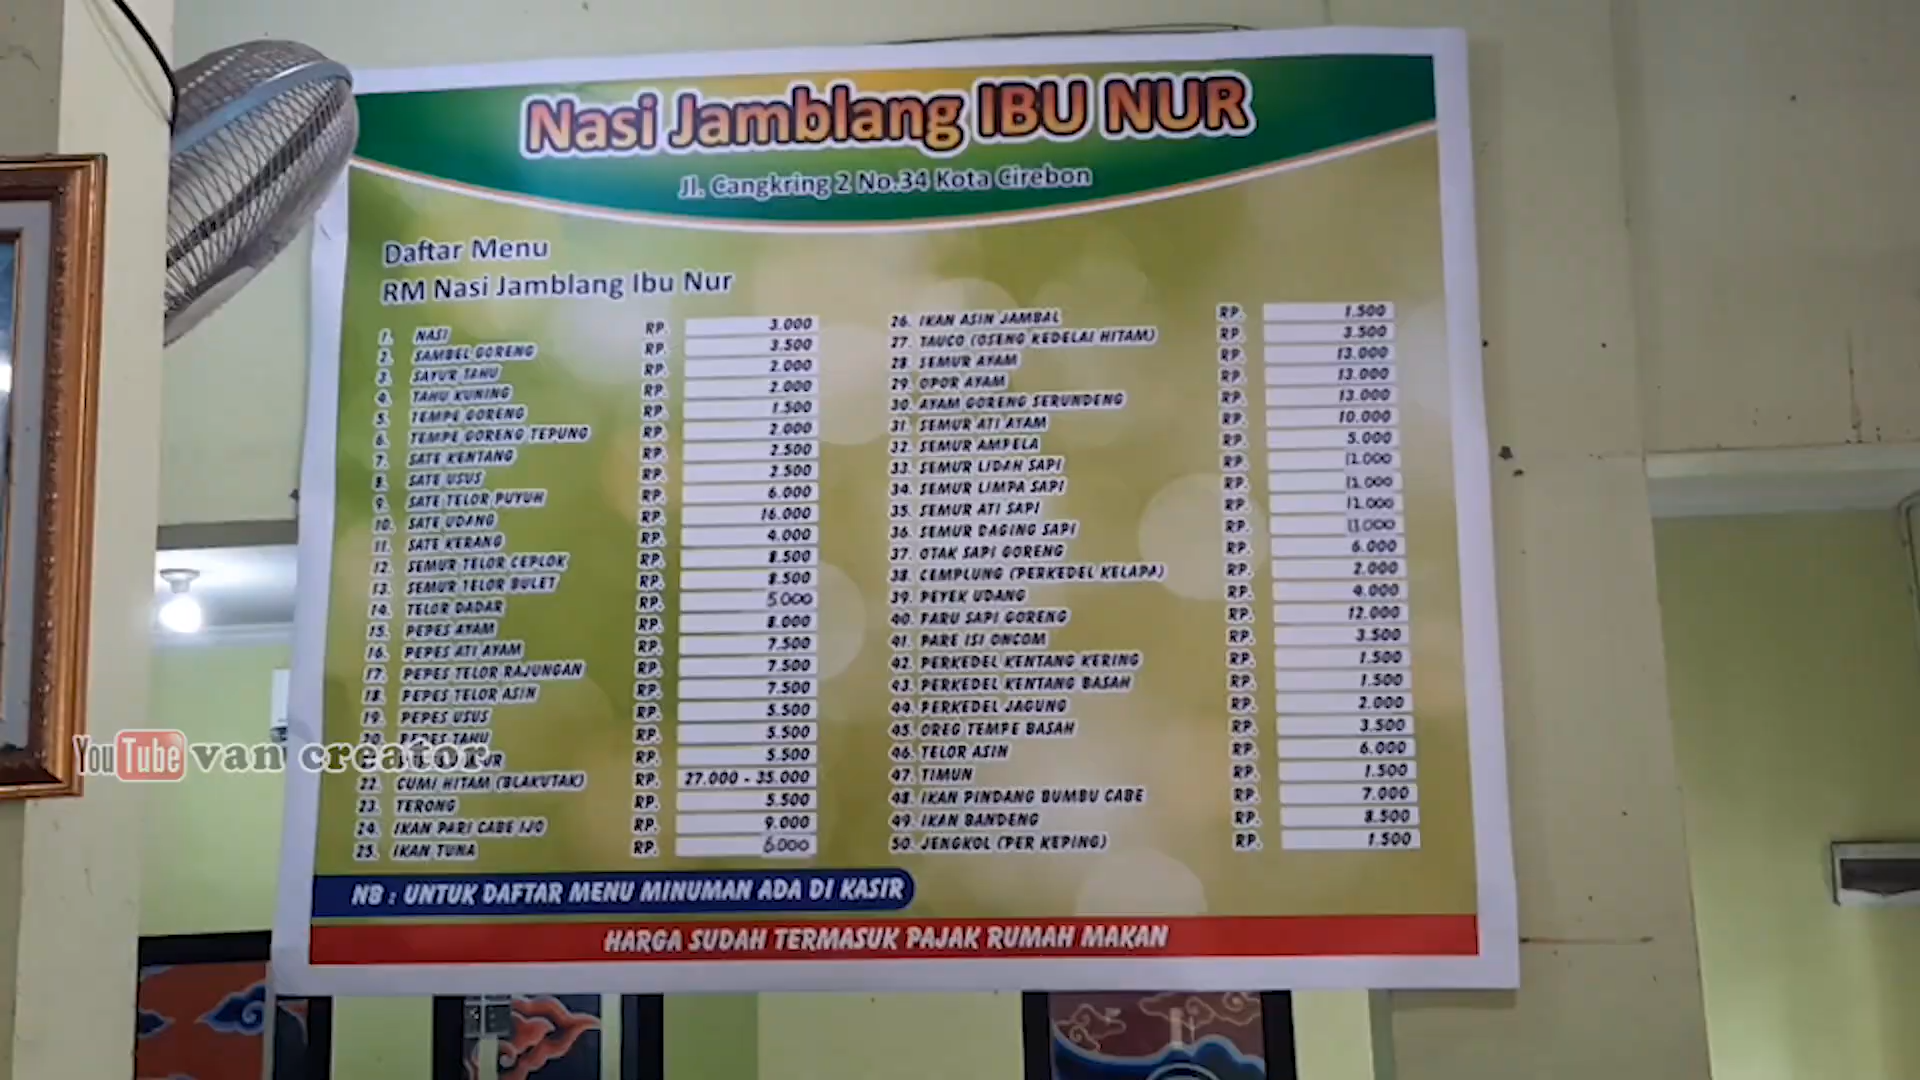 Nasi Jamblang IBU NUR
Jl. Cangkring 2 No.34 Kota Cirebon
Daftar Menu
RM Nasi Jamblang Ibu Nur
1. NASI RP. 3.000
2. SAMBEL GORENG RP. 3.500
3. SAYUR TAHU RP. 2.000
4. TAHU KUNING RP. 2.000
5. TEMPE GORENG RP. 1.500
6. TEMPE GORENG TEPUNG RP. 2.000
7. SATE KENTANG RP. 2.500
8. SATE USUS RP. 2.500
9. SATE TELOR PUYUH RP. 6.000
10. SATE UDANG RP. 16.000
11. SATE KERANG RP. 4.000
12. SEMUR TELOR CEPLOK RP. 8.500
13. SEMUR TELOR BULET RP. 8.500
14. TELOR DADAR RP. 5.000
15. PEPES AYAM RP. 8.000
16. PEPES ATI AYAM RP. 7.500
17. PEPES TELOR RAJUNGAN RP. 7.500
18. PEPES TELOR ASIN RP. 7.500
19. PEPES USUS RP. 5.500
20. PEPES TAHU RP. 5.500
RP. 5.500
22. CUMI HITAM (BLAKUTAK) RP. 27.000 - 35.000
23. TERONG RP. 5.500
24. IKAN PARI CABE IJO RP. 9.000
25. IKAN TUNA RP. 6.000
26. IKAN ASIN JAMBAL RP. 1.500
27. TAUCO (OSENG KEDELAI HITAM) RP. 3.500
28. SEMUR AYAM RP. 13.000
29. OPOR AYAM RP. 13.000
30. AYAM GORENG SERUNDENG RP. 13.000
31. SEMUR ATI AYAM RP. 10.000
32. SEMUR AMPELA RP. 5.000
33. SEMUR LIDAH SAPI RP. 12.000
34. SEMUR LIMPA SAPI RP.
35. SEMUR ATI SAPI RP. 12.000
36. SEMUR DAGING SAPI RP.
37. OTAK SAPI GORENG RP. 6.000
38. CEMPLUNG (PERKEDEL KELAPA) RP. 2.000
39. PEYEK UDANG RP. 4.000
40. PARU SAPI GORENG RP. 12.000
41. PARE ISI ONCOM RP. 3.500
42. PERKEDEL KENTANG KERING RP. 1.500
43. PERKEDEL KENTANG BASAH RP. 1.500
44. PERKEDEL JAGUNG RP. 2.000
45. OREG TEMPE BASAH RP. 3.500
46. TELOR ASIN RP. 6.000
47. TIMUN RP. 1.500
48. IKAN PINDANG BUMBU CABE RP. 7.000
49. IKAN BANDENG RP. 8.500
50. JENGKOL (PER KEPING) RP. 1.500
NB : UNTUK DAFTAR MENU MINUMAN ADA DI KASIR
HARGA SUDAH TERMASUK PAJAK RUMAH MAKAN
YouTube van creator